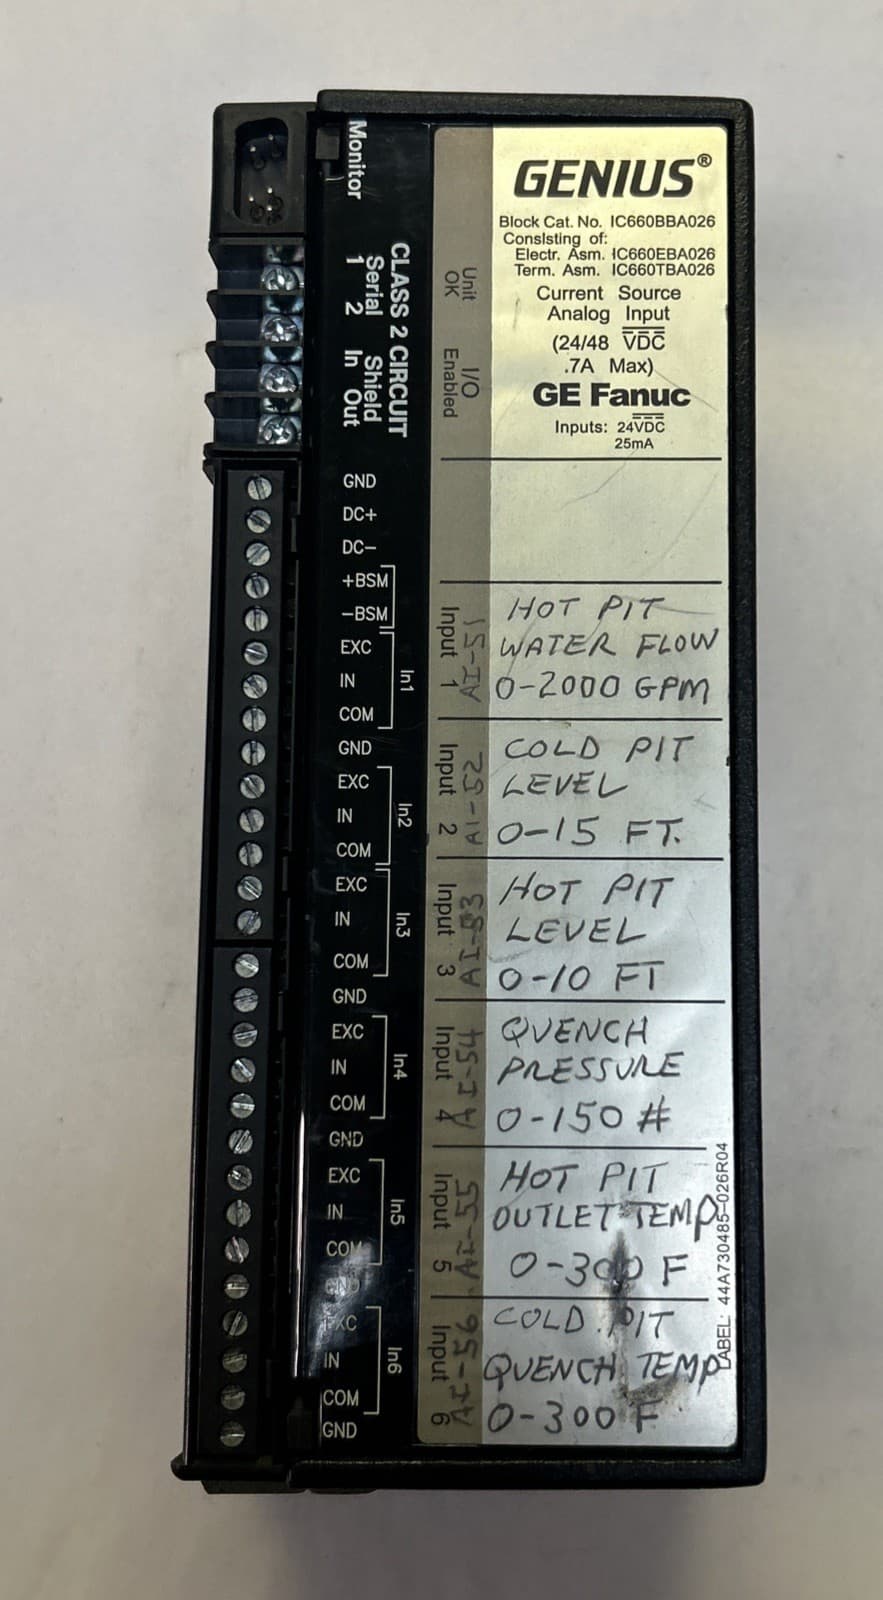 Monitor
CLASS 2 CIRCUIT
Serial Shield
1 2 In Out
Unit OK
I/O Enabled
GENIUS®
Block Cat. No. IC660BBA026
Consisting of:
Electr. Asm. IC660EBA026
Term. Asm. IC660TBA026
Current Source
Analog Input
(24/48 VDC
.7A Max)
GE Fanuc
Inputs: 24VDC
25mA
GND
DC+
DC−
+BSM
−BSM
EXC
IN
COM
In1
GND
EXC
IN
COM
In2
EXC
IN
COM
In3
GND
EXC
IN
COM
In4
GND
EXC
IN
COM
In5
GND
EXC
IN
COM
In6
GND
Input 1
AI-51
HOT PIT
WATER FLOW
0-2000 GPM
Input 2
AI-52
COLD PIT
LEVEL
0-15 FT.
Input 3
AI-53
HOT PIT
LEVEL
0-10 FT
Input 4
AI-54
QUENCH
PRESSURE
0-150 #
Input 5
AI-55
HOT PIT
OUTLET TEMP
0-300 F
Input 6
AI-56
COLD PIT
QUENCH TEMP
0-300 F
LABEL: 44A730485-026R04